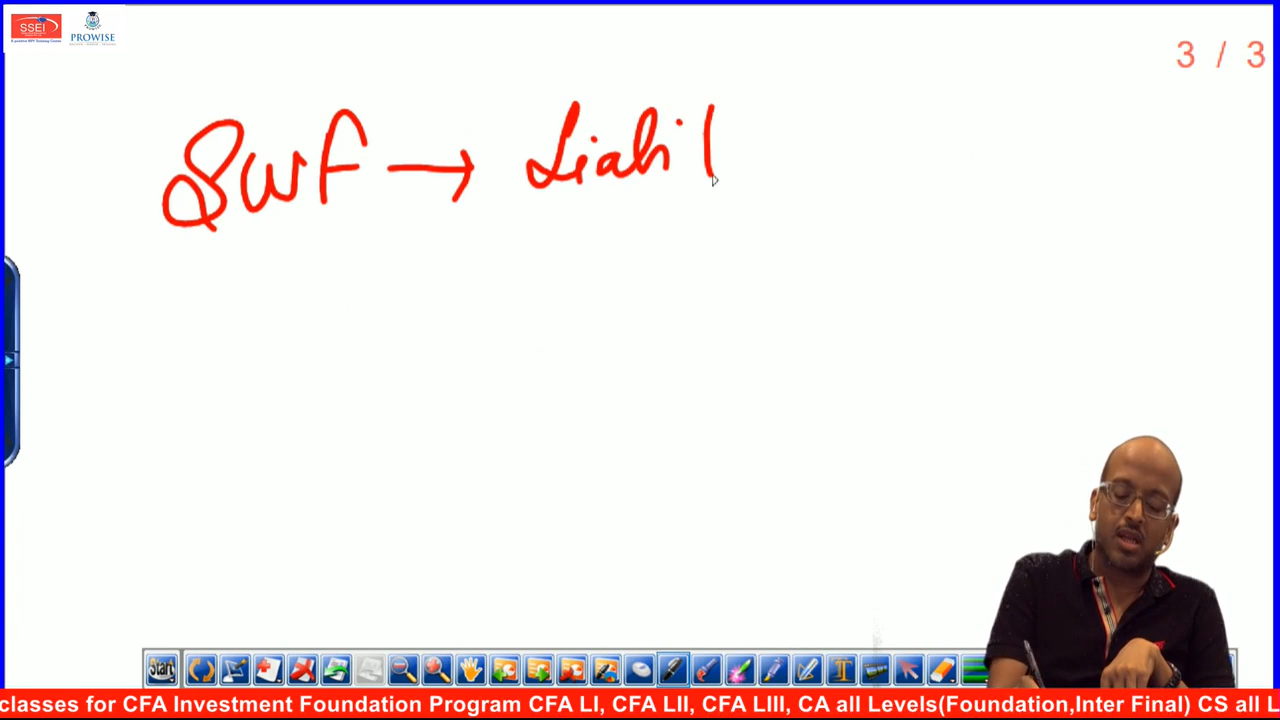 SSEI
PROWISE
3 / 3
SWF → Liabil
Start
classes for CFA Investment Foundation Program CFA LI, CFA LII, CFA LIII, CA all Levels(Foundation,Inter Final) CS all L